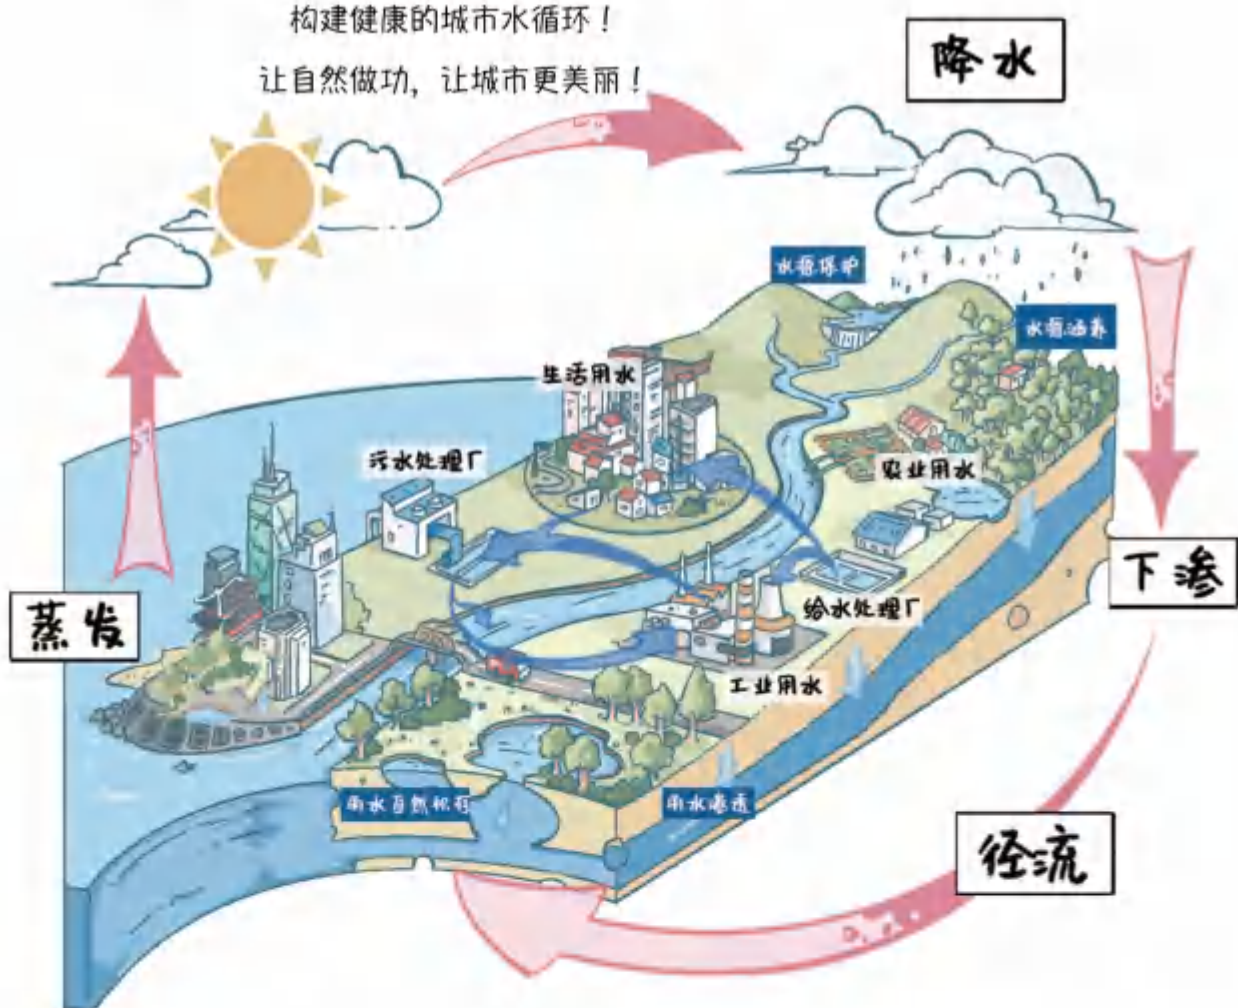 构建健康的城市水循环！
让自然做功，让城市更美丽！
降水
水源保护
水源涵养
生活用水
污水处理厂
农业用水
下渗
蒸发
给水处理厂
工业用水
雨水自然积存
雨水渗透
径流